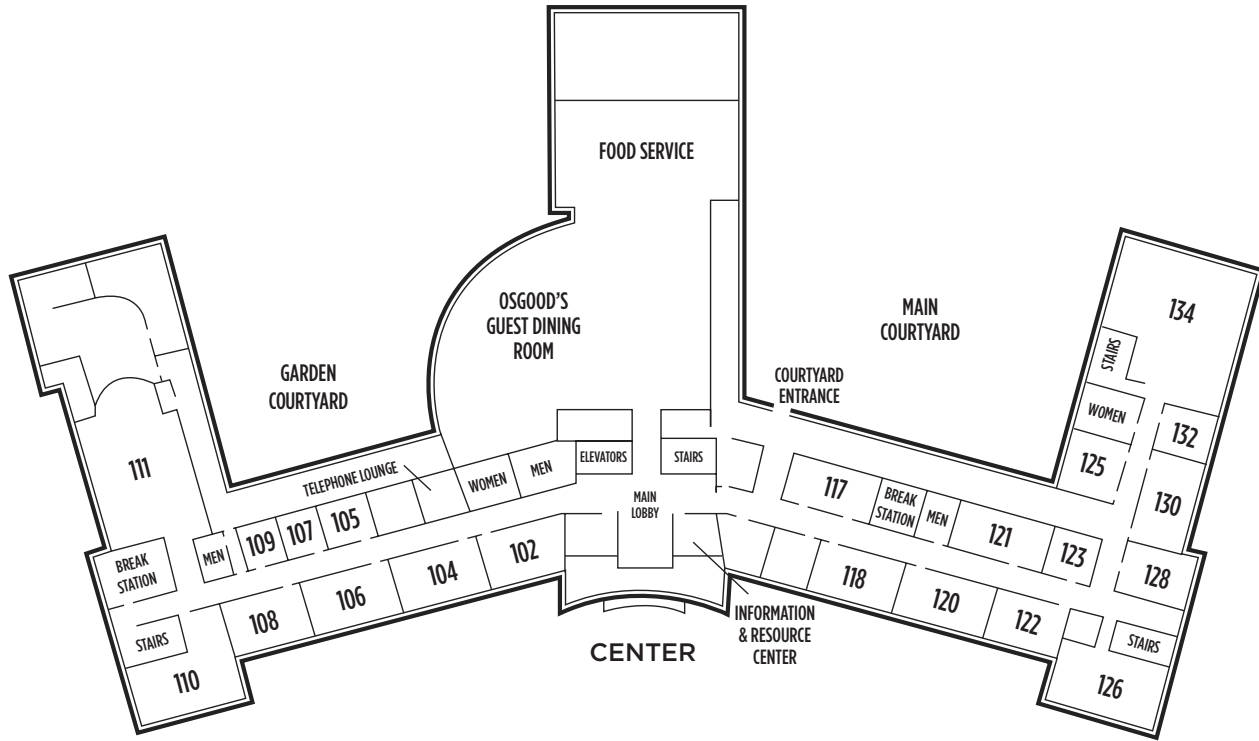 FOOD SERVICE
OSGOOD'S
GUEST DINING
ROOM
MAIN
COURTYARD
GARDEN
COURTYARD
COURTYARD
ENTRANCE
134
STAIRS
WOMEN
132
125
130
111
TELEPHONE LOUNGE
WOMEN
MEN
ELEVATORS
STAIRS
MAIN
LOBBY
117
BREAK
STATION
MEN
121
123
128
BREAK
STATION
MEN
109
107
105
102
104
106
108
118
120
122
STAIRS
110
STAIRS
126
CENTER
INFORMATION
& RESOURCE
CENTER